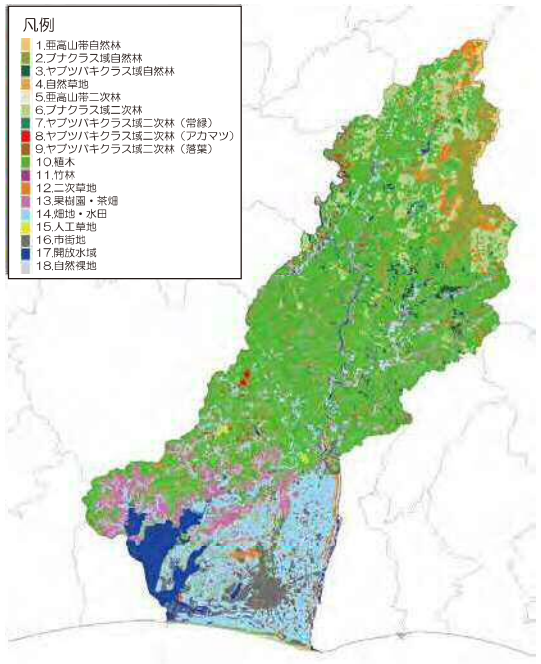 凡例
1.亜高山帯自然林
2.ブナクラス域自然林
3.ヤブツバキクラス域自然林
4.自然草地
5.亜高山帯二次林
6.ブナクラス域二次林
7.ヤブツバキクラス域二次林（常緑）
8.ヤブツバキクラス域二次林（アカマツ）
9.ヤブツバキクラス域二次林（落葉）
10.植木
11.竹林
12.二次草地
13.果樹園・茶畑
14.畑地・水田
15.人工草地
16.市街地
17.開放水域
18.自然裸地